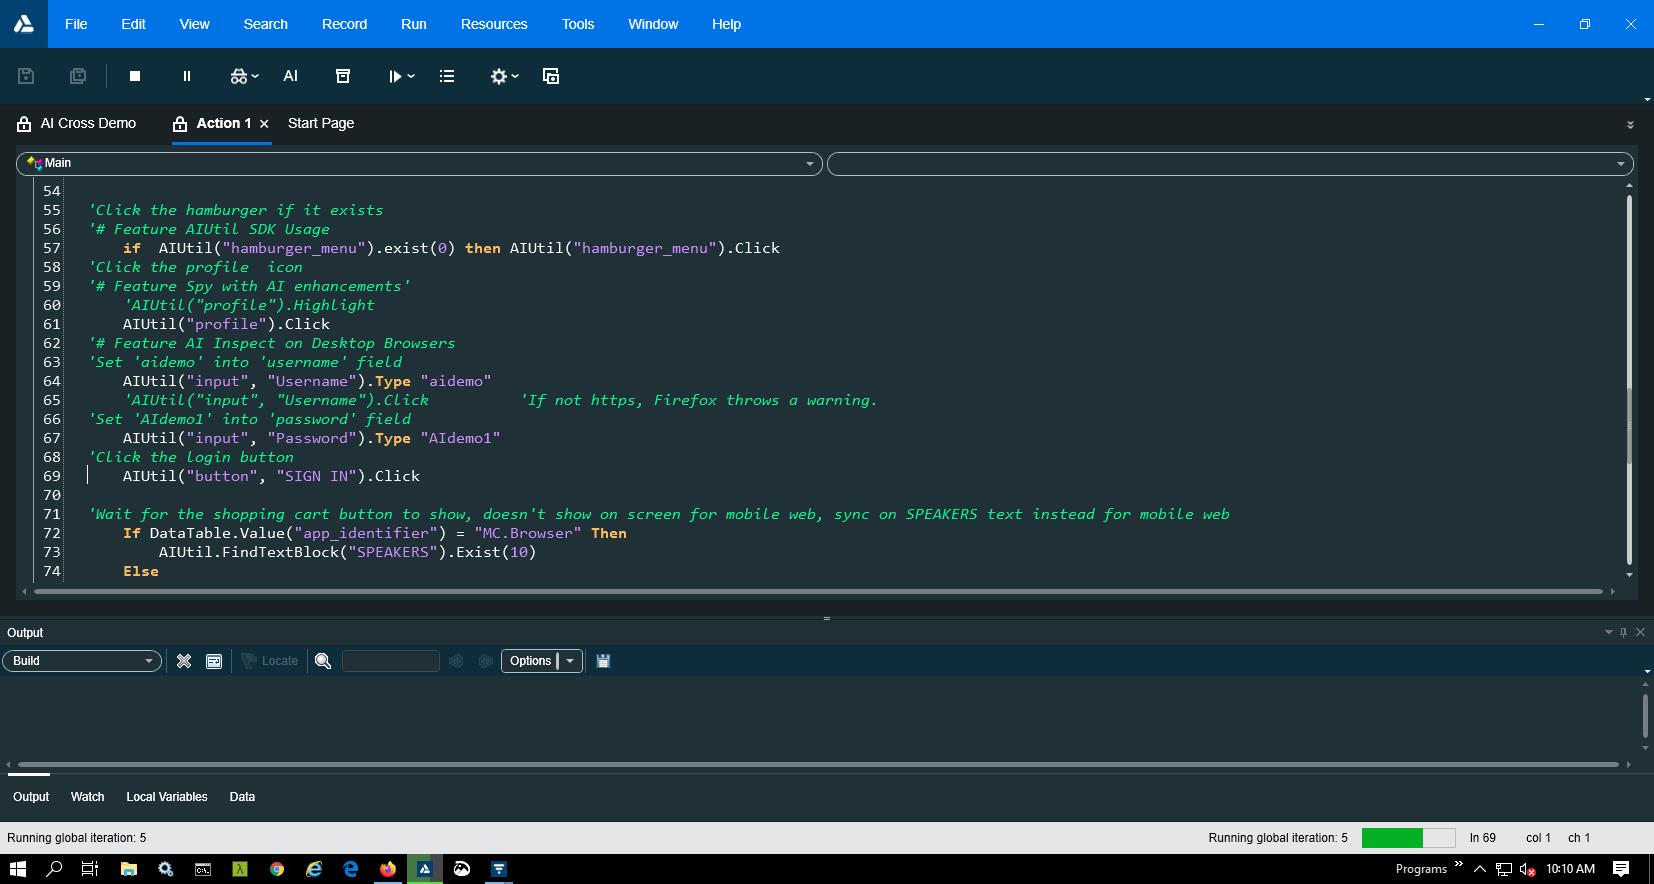 File Edit View Search Record Run Resources Tools Window Help
AI
AI Cross Demo Action 1 Start Page
Main
54
55 'Click the hamburger if it exists
56 '# Feature AIUtil SDK Usage
57 if AIUtil("hamburger_menu").exist(0) then AIUtil("hamburger_menu").Click
58 'Click the profile icon
59 '# Feature Spy with AI enhancements'
60 'AIUtil("profile").Highlight
61 AIUtil("profile").Click
62 '# Feature AI Inspect on Desktop Browsers
63 'Set 'aidemo' into 'username' field
64 AIUtil("input", "Username").Type "aidemo"
65 'AIUtil("input", "Username").Click 'If not https, Firefox throws a warning.
66 'Set 'AIdemo1' into 'password' field
67 AIUtil("input", "Password").Type "AIdemo1"
68 'Click the login button
69 AIUtil("button", "SIGN IN").Click
70
71 'Wait for the shopping cart button to show, doesn't show on screen for mobile web, sync on SPEAKERS text instead for mobile web
72 If DataTable.Value("app_identifier") = "MC.Browser" Then
73 AIUtil.FindTextBlock("SPEAKERS").Exist(10)
74 Else
Output
Build Locate Options
Output Watch Local Variables Data
Running global iteration: 5 Running global iteration: 5 ln 69 col 1 ch 1
Programs 10:10 AM